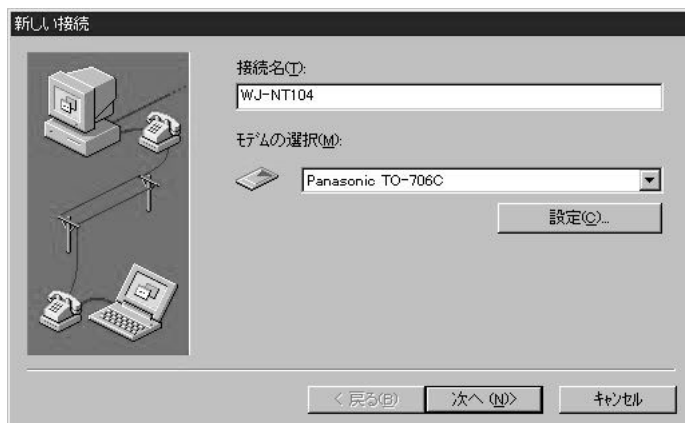 新しい接続
接続名(T):
WJ-NT104
ﾓﾃﾞﾑの選択(M):
Panasonic TO-706C
設定(C)...
< 戻る(B)
次へ (N)>
ｷｬﾝｾﾙ